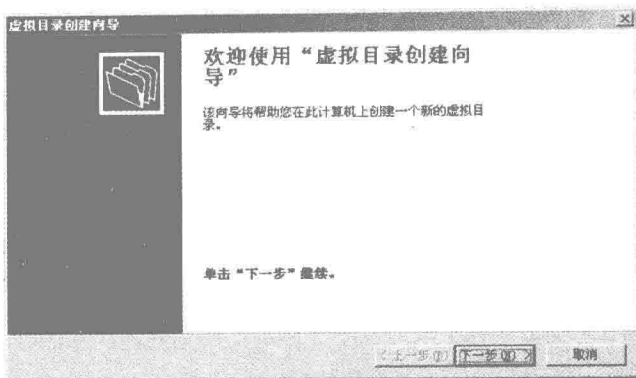 虚拟目录创建向导
欢迎使用“虚拟目录创建向
导”
该向导将帮助您在此计算机上创建一个新的虚拟目
录。
单击“下一步”继续。
< 上一步(B)
下一步(N) >
取消